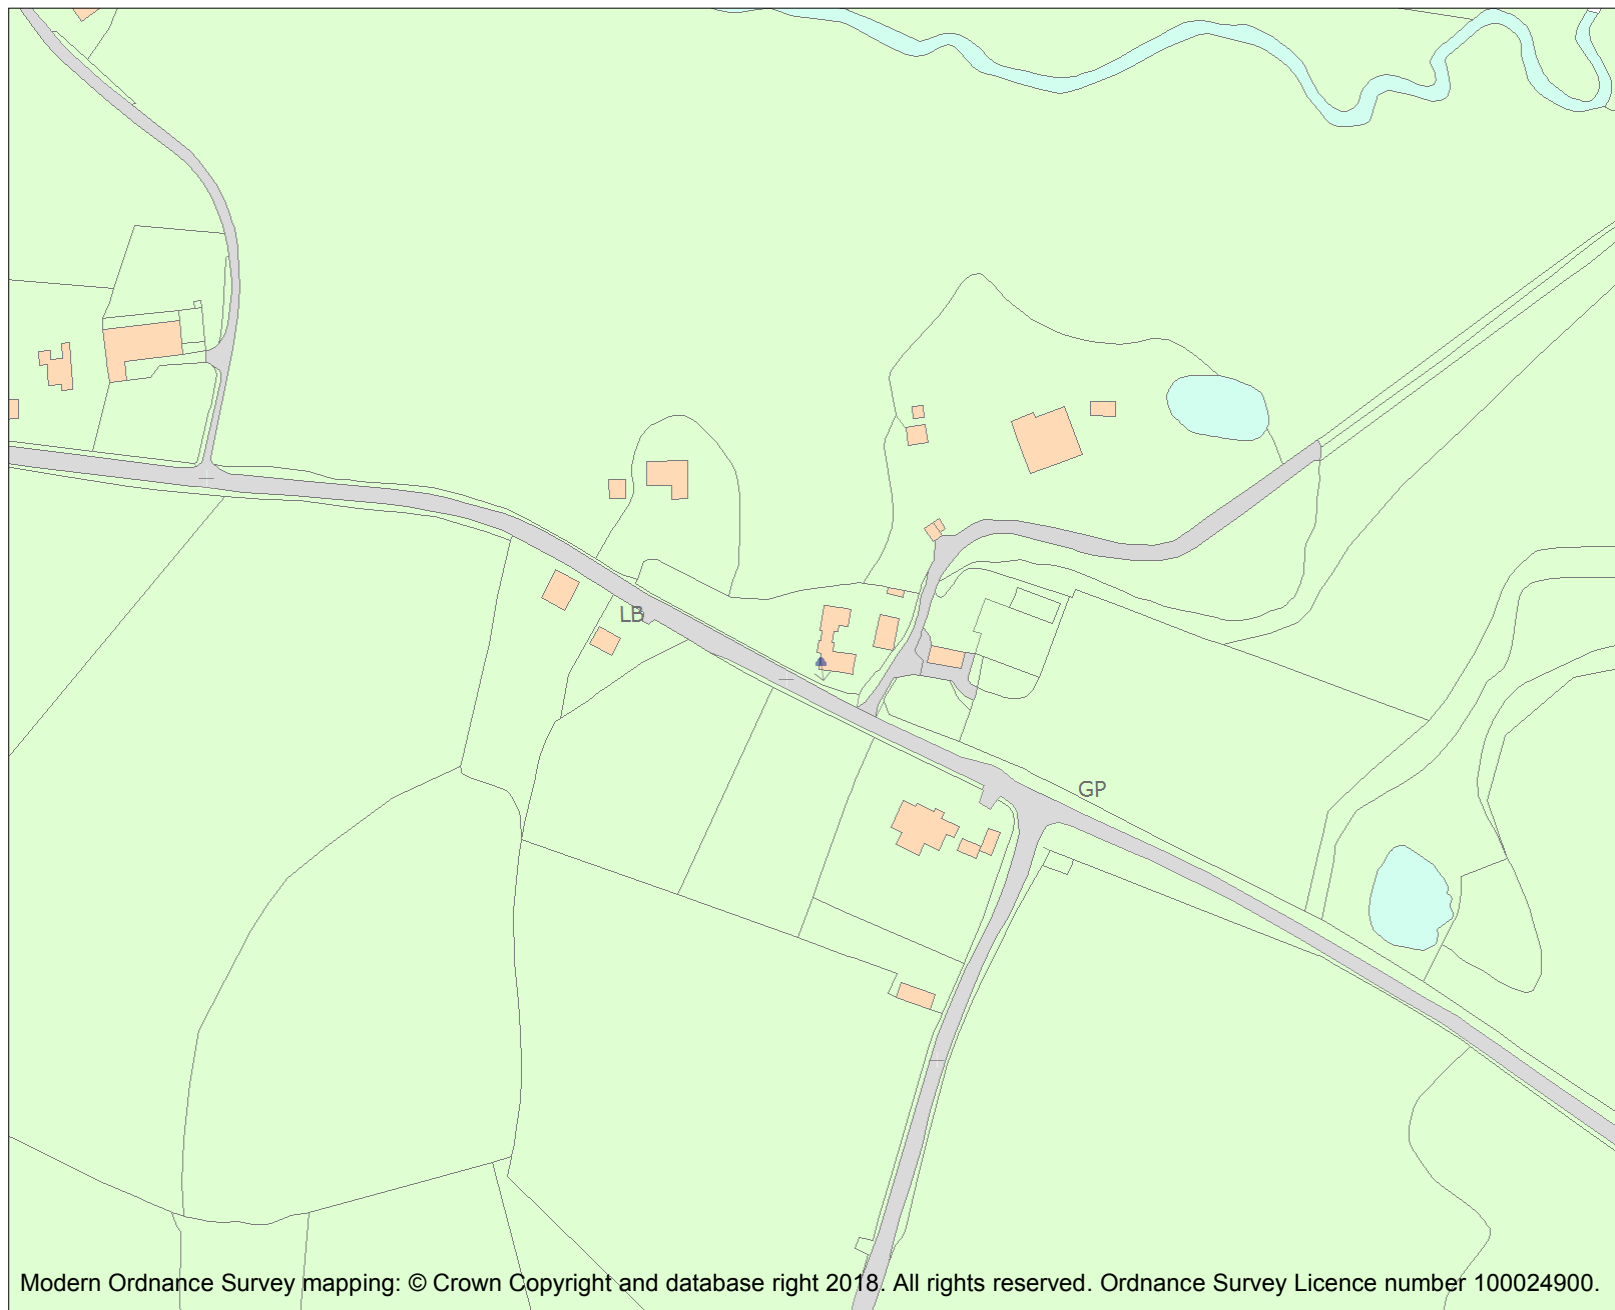 LB
GP
Modern Ordnance Survey mapping: © Crown Copyright and database right 2018. All rights reserved. Ordnance Survey Licence number 100024900.